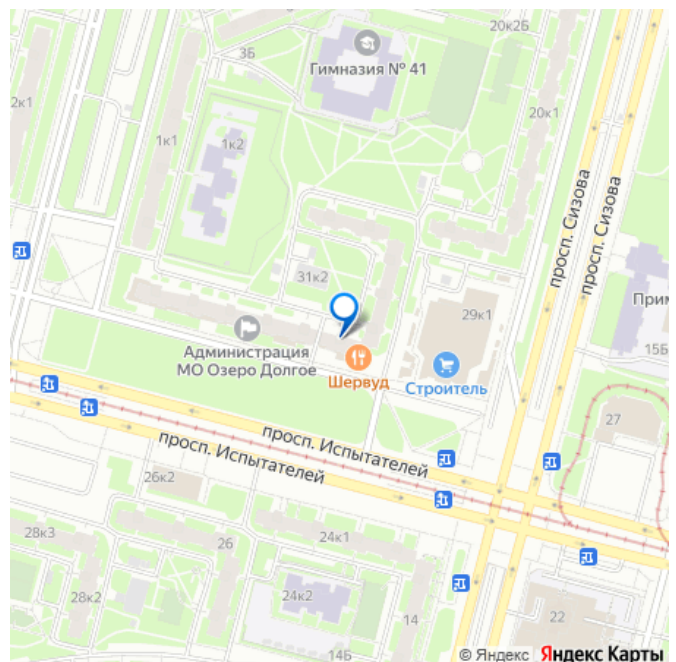 20к2Б
3Б
Гимназия № 41
2к1
20к1
1к1
1к2
просп. Сизова
просп. Сизова
31к2
29к1
15Б
Администрация
МО Озеро Долгое
Шервуд
Строитель
27
просп. Испытателей
просп. Испытателей
26к2
28к3
26
24к1
28к2
24к2
14
22
14Б
© Яндекс Яндекс Карты